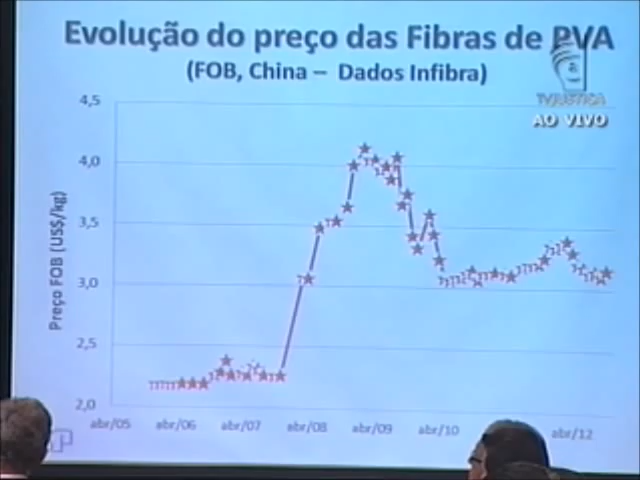 Evolução do preço das Fibras de PVA
(FOB, China – Dados Infibra)
TV JUSTIÇA
AO VIVO
Preço FOB (US$/kg)
4,5
4,0
3,5
3,0
2,5
2,0
abr/05
abr/06
abr/07
abr/08
abr/09
abr/10
abr/12